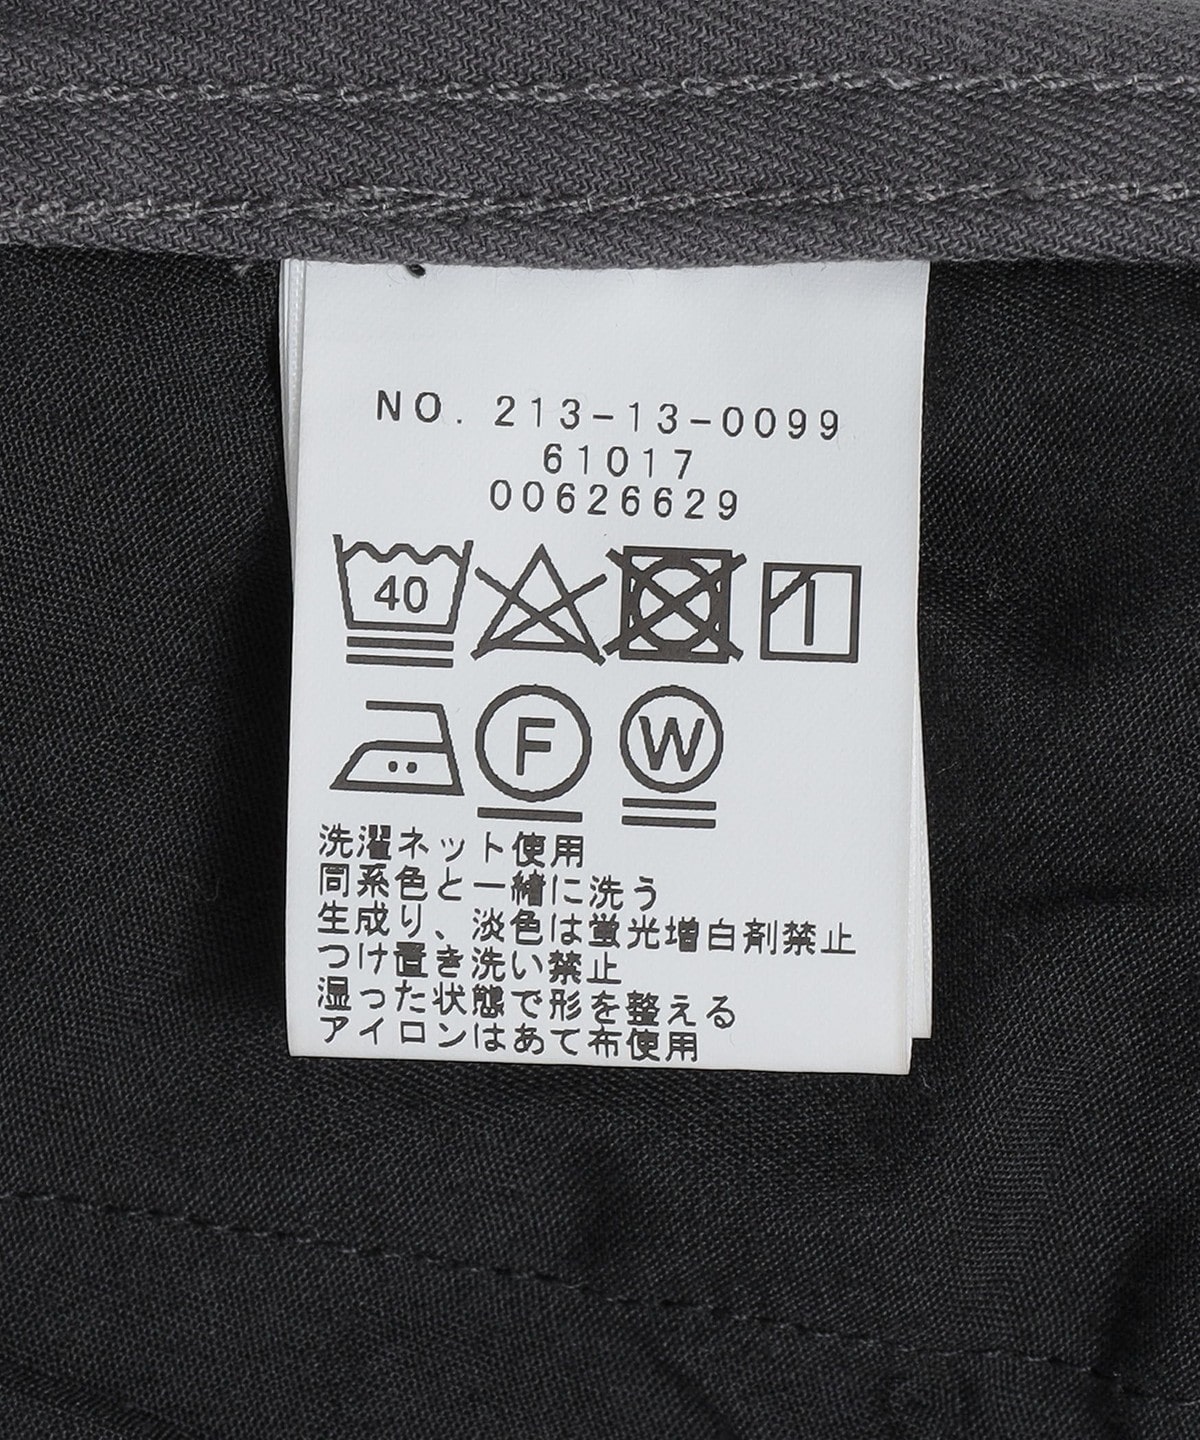 NO. 213-13-0099
61017
00626629
40
F W
洗濯ネット使用
同系色と一緒に洗う
生成り、淡色は蛍光増白剤禁止
つけ置き洗い禁止
湿った状態で形を整える
アイロンはあて布使用